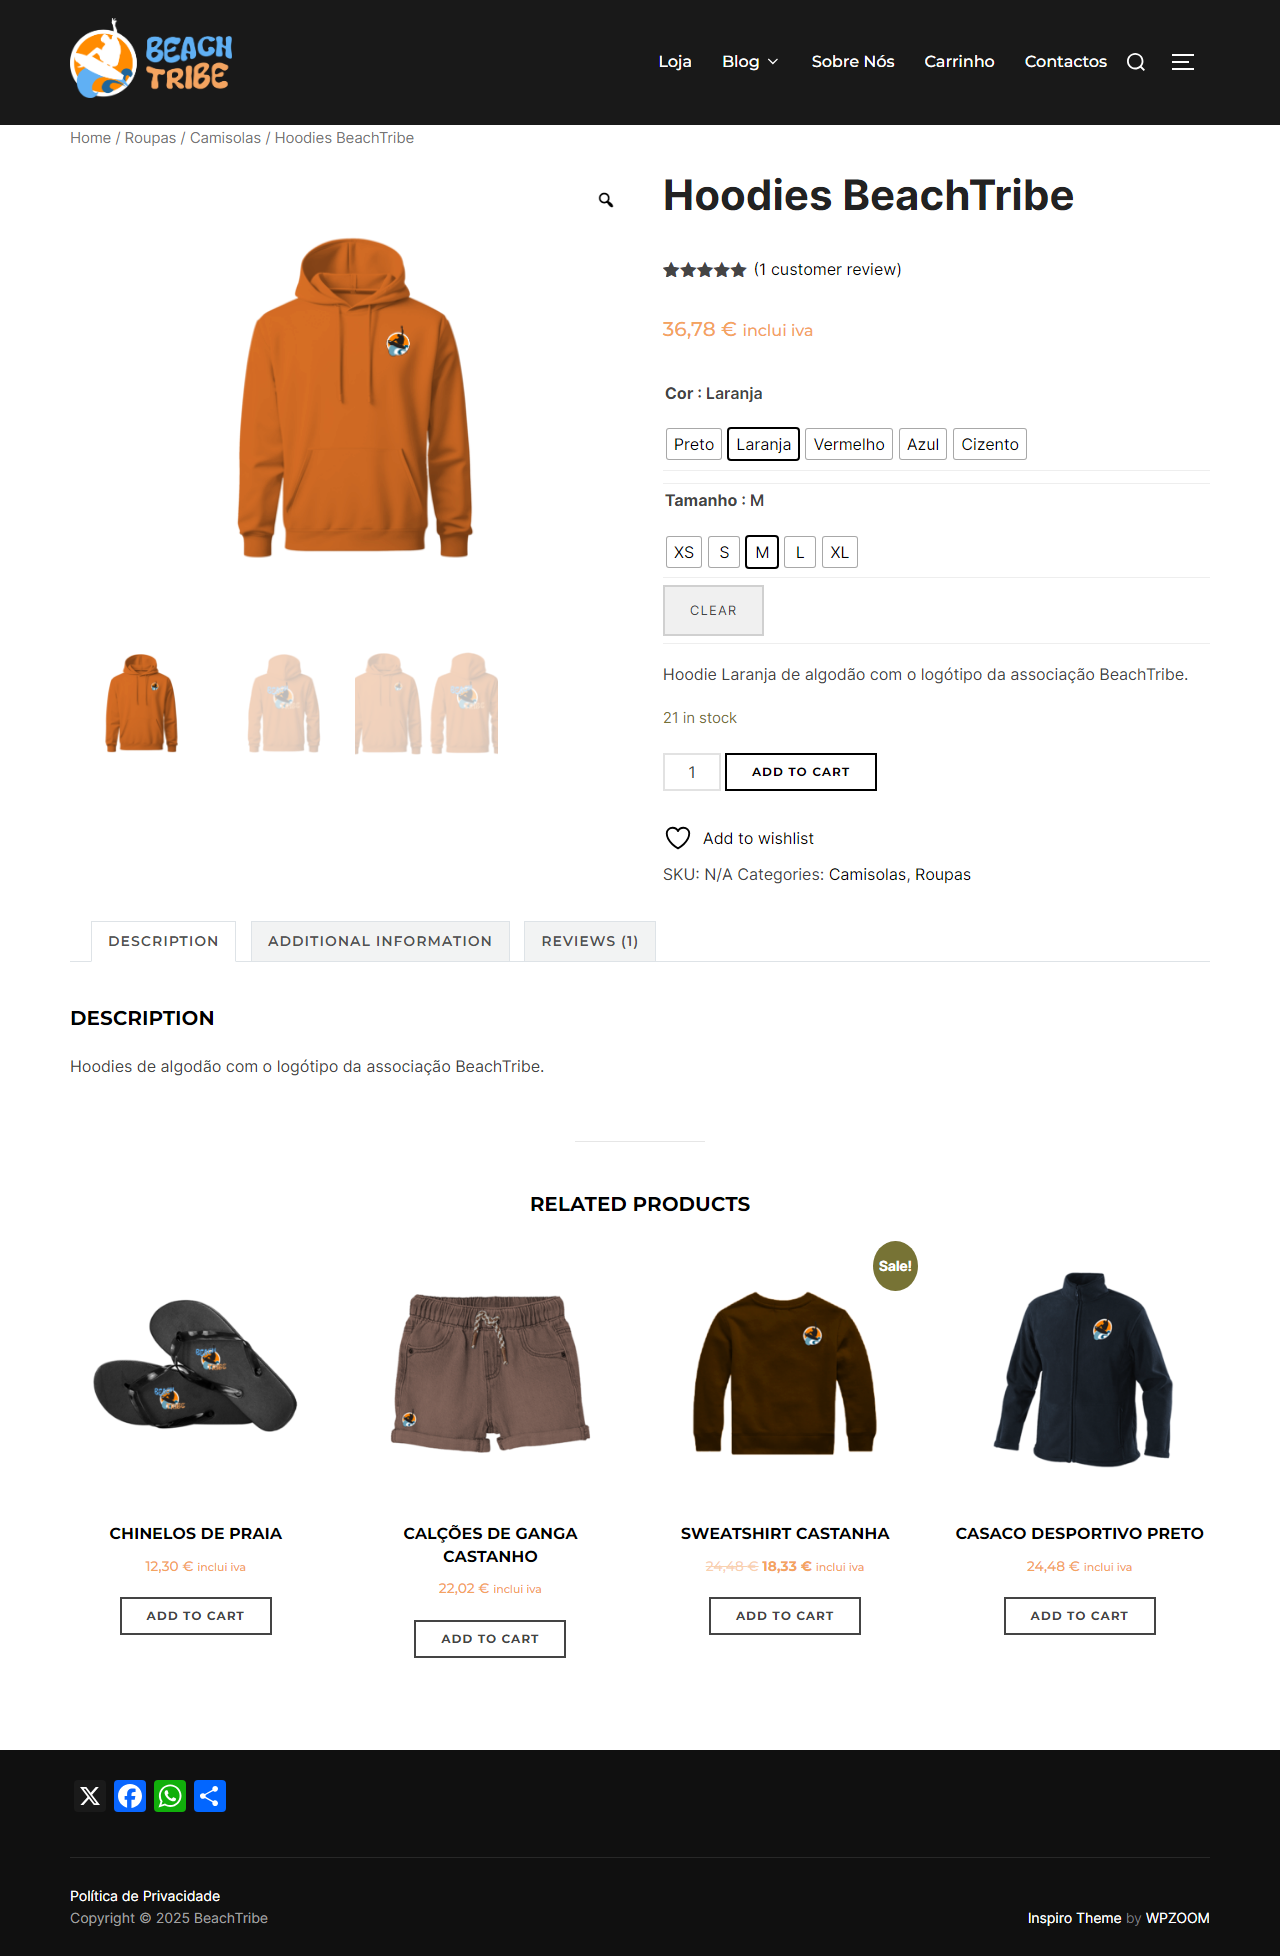 BEACH
TRIBE
Loja Blog Sobre Nós Carrinho Contactos
Home / Roupas / Camisolas / Hoodies BeachTribe
Hoodies BeachTribe
(1 customer review)
36,78 € inclui iva
Cor : Laranja
Preto Laranja Vermelho Azul Cizento
Tamanho : M
XS S M L XL
CLEAR
Hoodie Laranja de algodão com o logótipo da associação BeachTribe.
21 in stock
1 ADD TO CART
Add to wishlist
SKU: N/A Categories: Camisolas, Roupas
DESCRIPTION ADDITIONAL INFORMATION REVIEWS (1)
DESCRIPTION
Hoodies de algodão com o logótipo da associação BeachTribe.
RELATED PRODUCTS
Sale!
BEACH
TRIBE
BEACH
TRIBE
CHINELOS DE PRAIA
12,30 € inclui iva
ADD TO CART
CALÇÕES DE GANGA
CASTANHO
22,02 € inclui iva
ADD TO CART
SWEATSHIRT CASTANHA
24,48 € 18,33 € inclui iva
ADD TO CART
CASACO DESPORTIVO PRETO
24,48 € inclui iva
ADD TO CART
Política de Privacidade
Copyright © 2025 BeachTribe
Inspiro Theme by WPZOOM